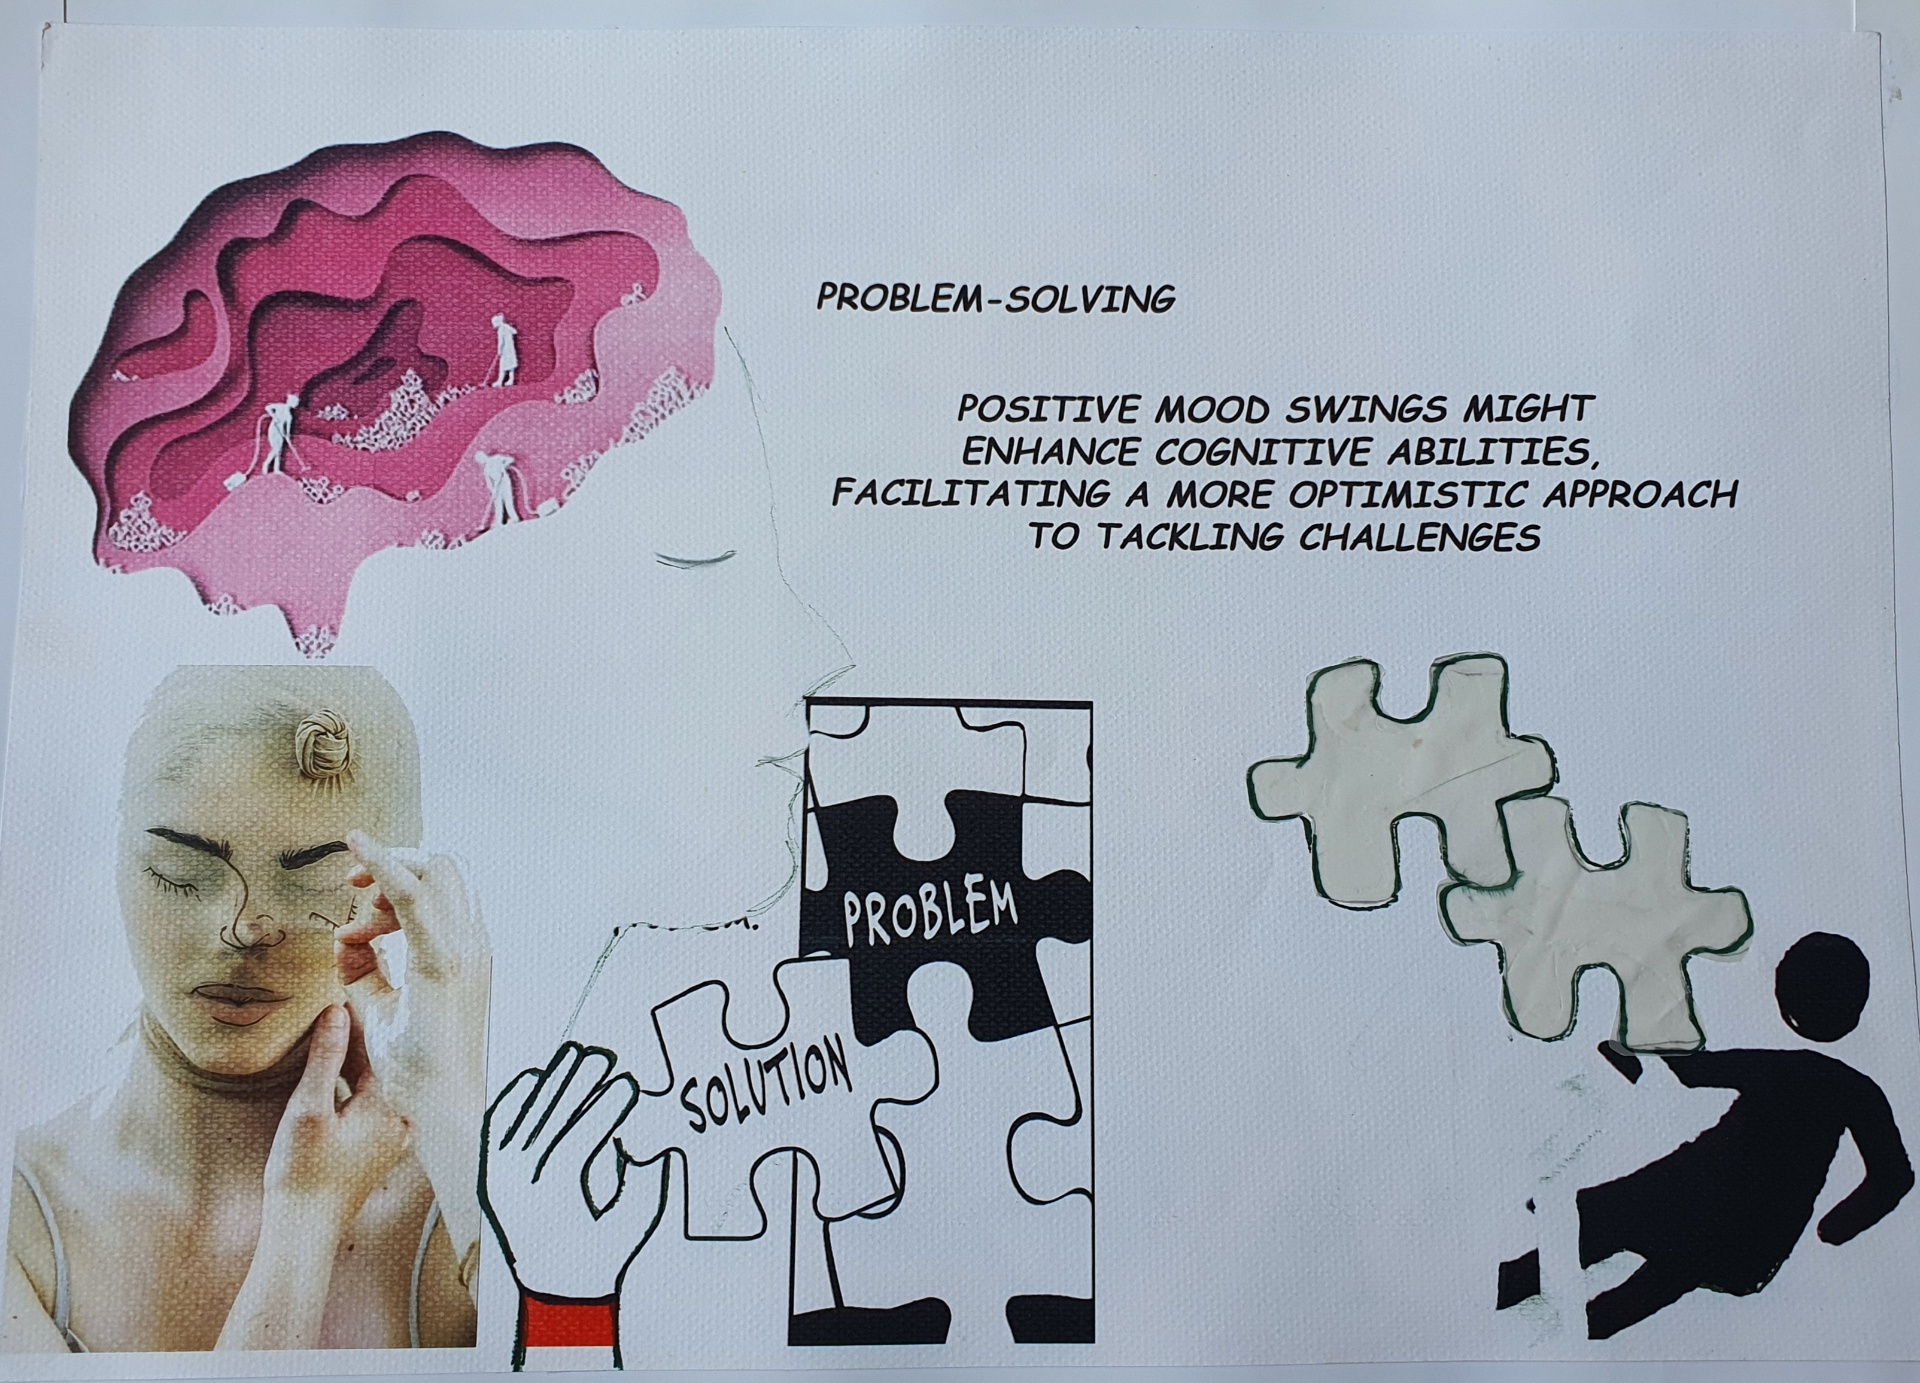 PROBLEM-SOLVING
POSITIVE MOOD SWINGS MIGHT
ENHANCE COGNITIVE ABILITIES,
FACILITATING A MORE OPTIMISTIC APPROACH
TO TACKLING CHALLENGES
PROBLEM
SOLUTION